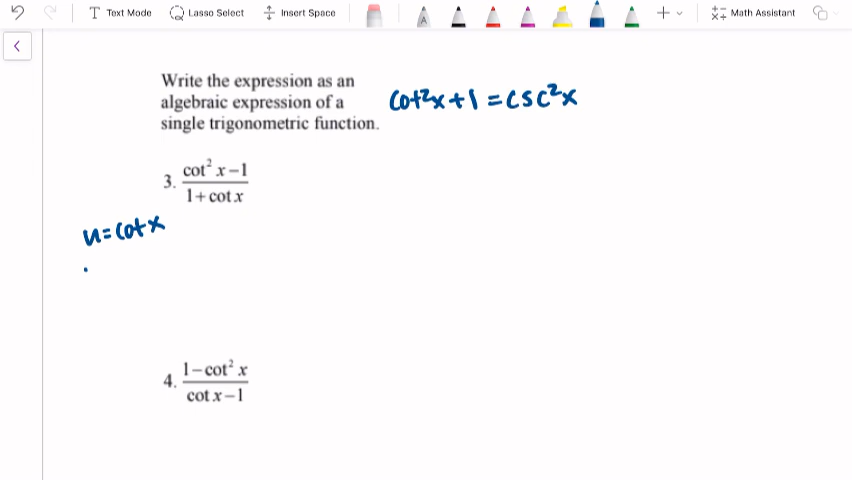 Text Mode Lasso Select Insert Space Math Assistant
Write the expression as an
algebraic expression of a
single trigonometric function.
cot²x+1=csc²x
3. cot² x−1
1+cot x
u=cot x
4. 1−cot² x
cot x−1